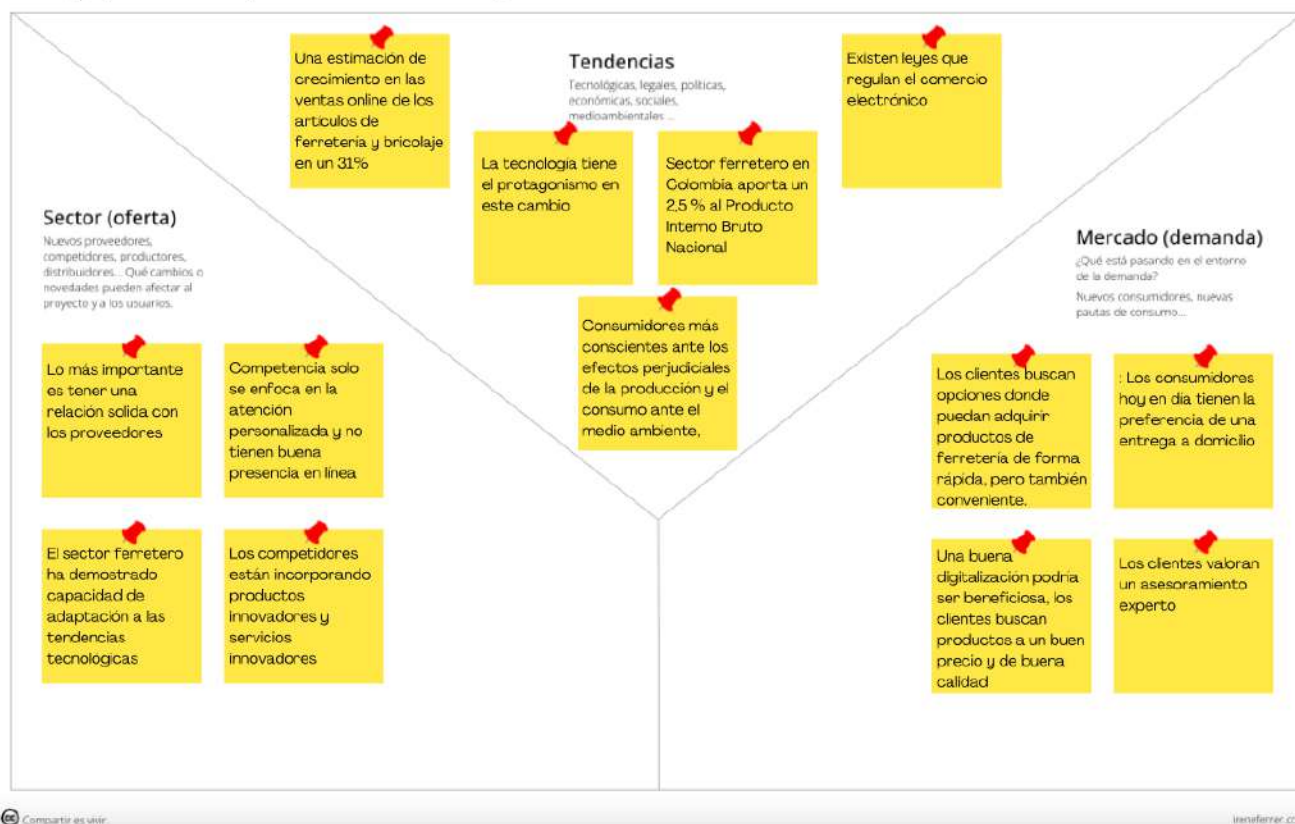 Una estimación de
crecimiento en las
ventas online de los
artículos de
ferretería y bricolaje
en un 31%
Tendencias
Tecnológicas, legales, políticas,
económicas, sociales,
medioambientales ...
Existen leyes que
regulan el comercio
electrónico
La tecnología tiene
el protagonismo en
este cambio
Sector ferretero en
Colombia aporta un
2,5 % al Producto
Interno Bruto
Nacional
Consumidores más
conscientes ante los
efectos perjudiciales
de la producción y el
consumo ante el
medio ambiente,
Sector (oferta)
Nuevos proveedores,
competidores, productores,
distribuidores... Qué cambios o
novedades pueden afectar al
proyecto y a los usuarios.
Lo más importante
es tener una
relación solida con
los proveedores
Competencia solo
se enfoca en la
atención
personalizada y no
tienen buena
presencia en línea
El sector ferretero
ha demostrado
capacidad de
adaptación a las
tendencias
tecnológicas
Los competidores
están incorporando
productos
innovadores y
servicios
innovadores
Mercado (demanda)
¿Qué está pasando en el entorno
de la demanda?
Nuevos consumidores, nuevas
pautas de consumo...
Los clientes buscan
opciones donde
puedan adquirir
productos de
ferretería de forma
rápida, pero también
conveniente.
: Los consumidores
hoy en día tienen la
preferencia de una
entrega a domicilio
Una buena
digitalización podría
ser beneficiosa, los
clientes buscan
productos a un buen
precio y de buena
calidad
Los clientes valoran
un asesoramiento
experto
cc Compartir es vivir.
ireneferrer.co